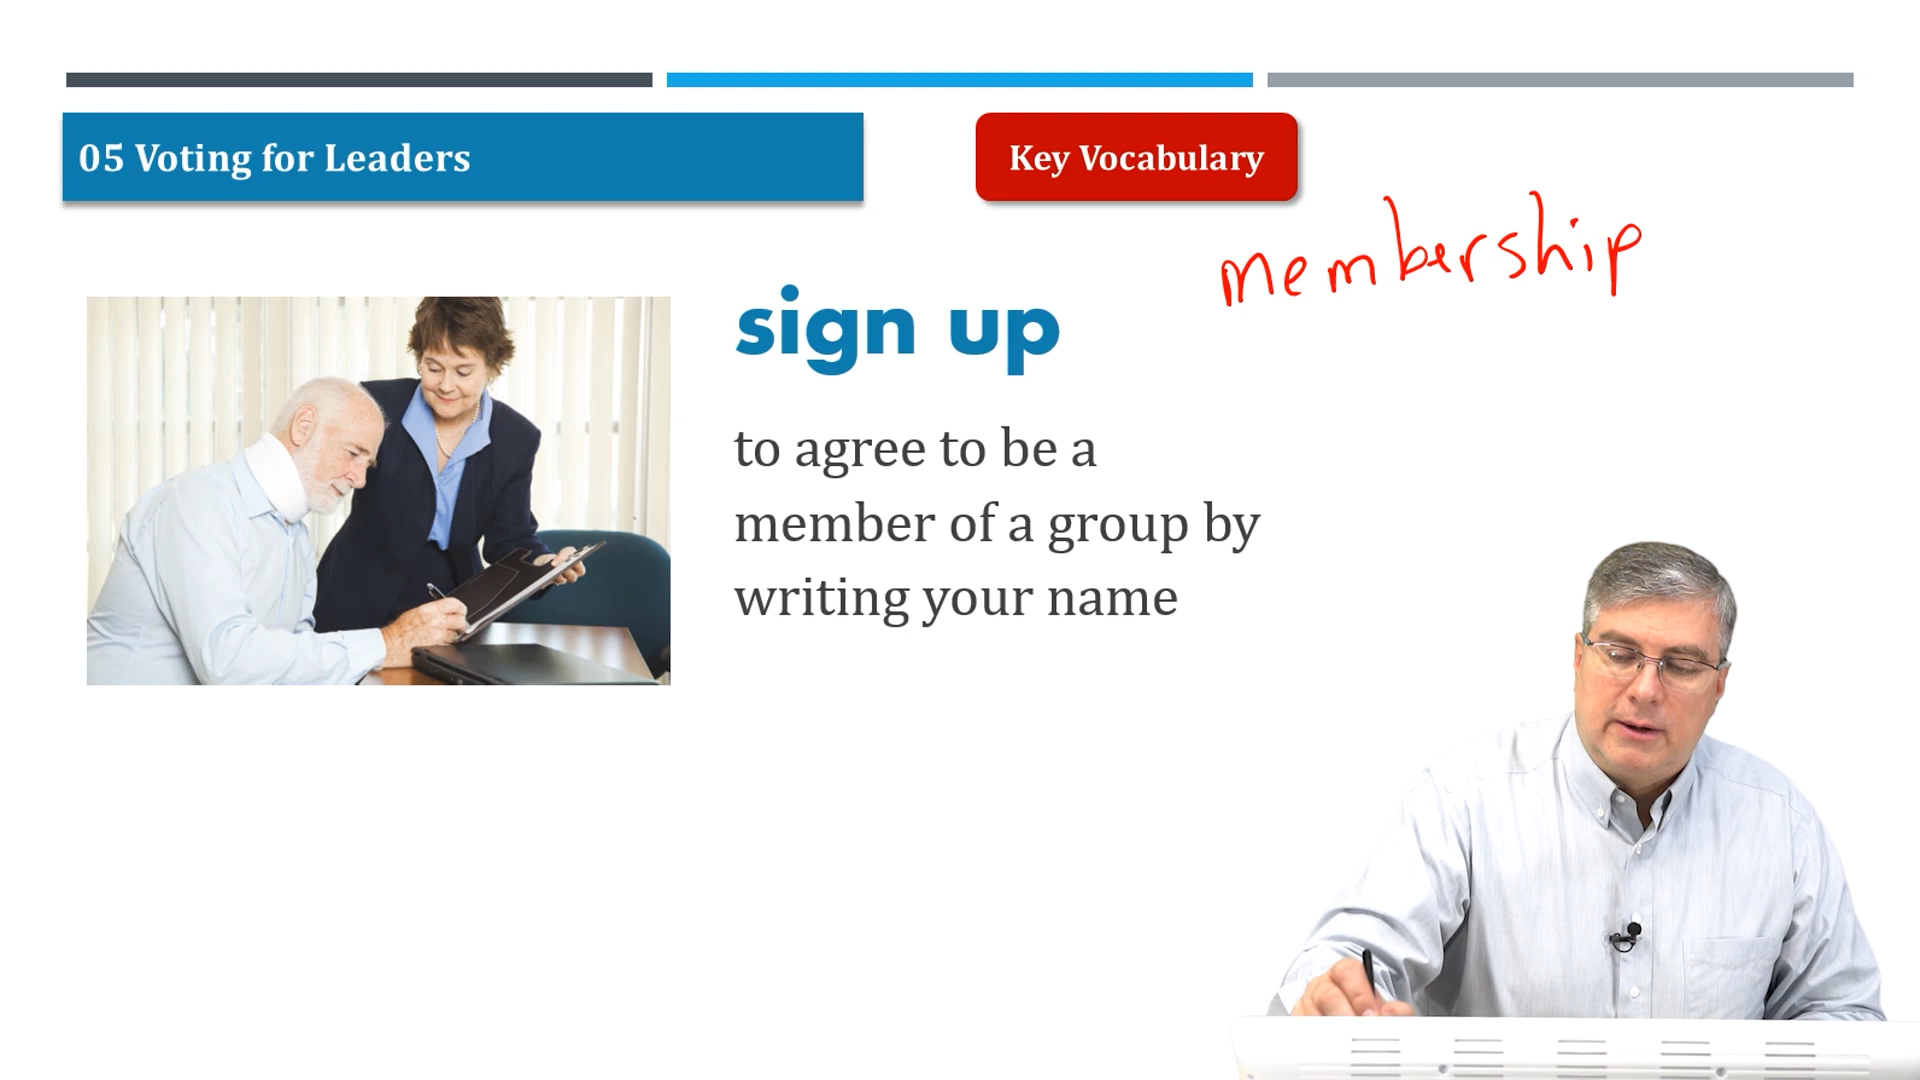 05 Voting for Leaders
Key Vocabulary
membership
sign up
to agree to be a
member of a group by
writing your name